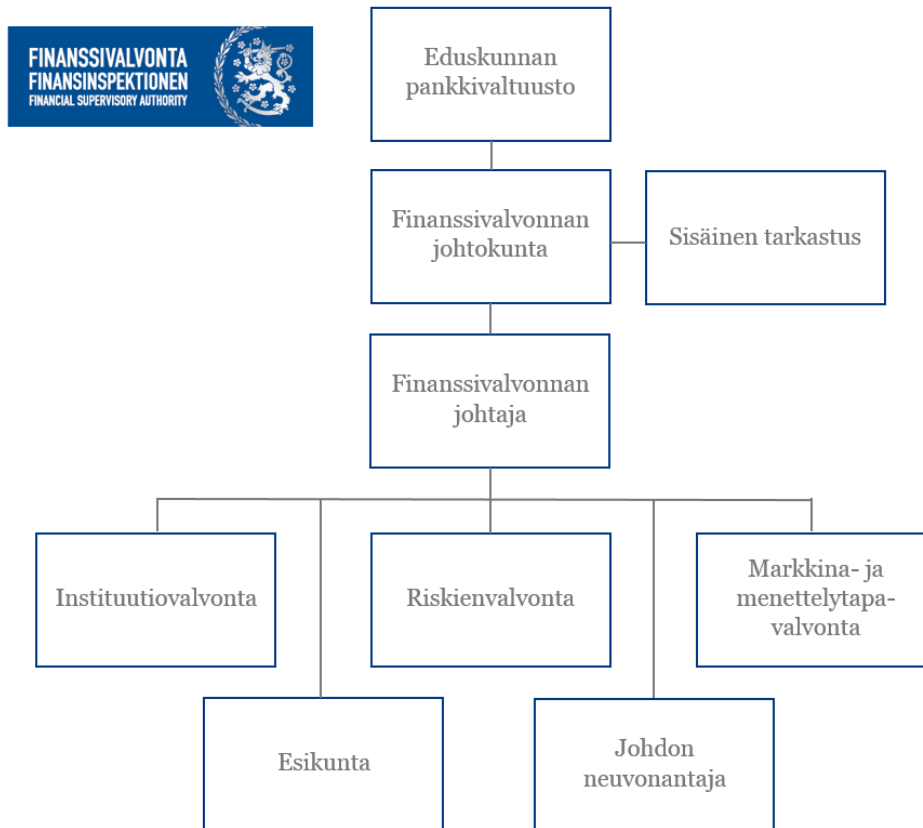 FINANSSIVALVONTA
FINANSINSPEKTIONEN
FINANCIAL SUPERVISORY AUTHORITY
Eduskunnan
pankkivaltuusto
Finanssivalvonnan
johtokunta
Sisäinen tarkastus
Finanssivalvonnan
johtaja
Instituutiovalvonta
Riskienvalvonta
Markkina- ja
menettelytapa-
valvonta
Esikunta
Johdon
neuvonantaja